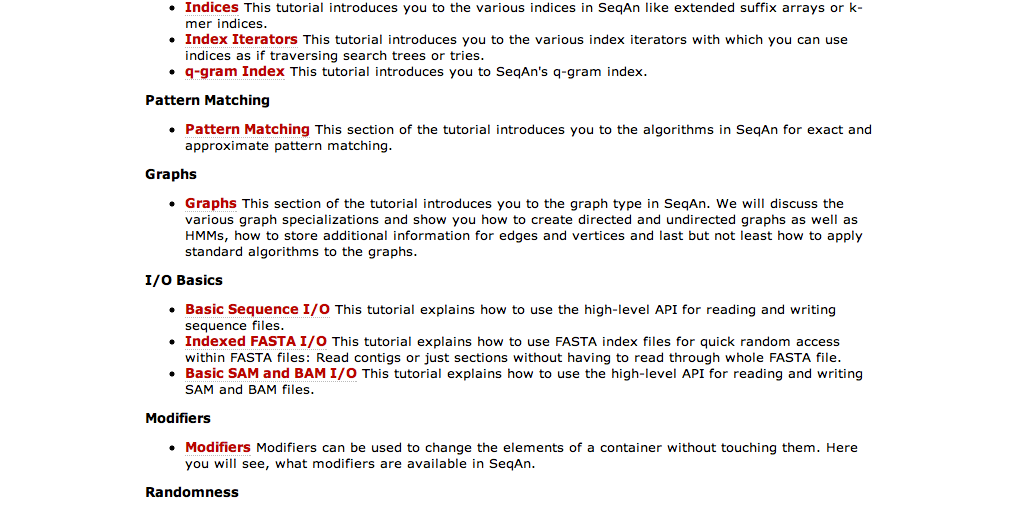 • Indices This tutorial introduces you to the various indices in SeqAn like extended suffix arrays or k-
mer indices.
• Index Iterators This tutorial introduces you to the various index iterators with which you can use
indices as if traversing search trees or tries.
• q-gram Index This tutorial introduces you to SeqAn's q-gram index.
Pattern Matching
• Pattern Matching This section of the tutorial introduces you to the algorithms in SeqAn for exact and
approximate pattern matching.
Graphs
• Graphs This section of the tutorial introduces you to the graph type in SeqAn. We will discuss the
various graph specializations and show you how to create directed and undirected graphs as well as
HMMs, how to store additional information for edges and vertices and last but not least how to apply
standard algorithms to the graphs.
I/O Basics
• Basic Sequence I/O This tutorial explains how to use the high-level API for reading and writing
sequence files.
• Indexed FASTA I/O This tutorial explains how to use FASTA index files for quick random access
within FASTA files: Read contigs or just sections without having to read through whole FASTA file.
• Basic SAM and BAM I/O This tutorial explains how to use the high-level API for reading and writing
SAM and BAM files.
Modifiers
• Modifiers Modifiers can be used to change the elements of a container without touching them. Here
you will see, what modifiers are available in SeqAn.
Randomness